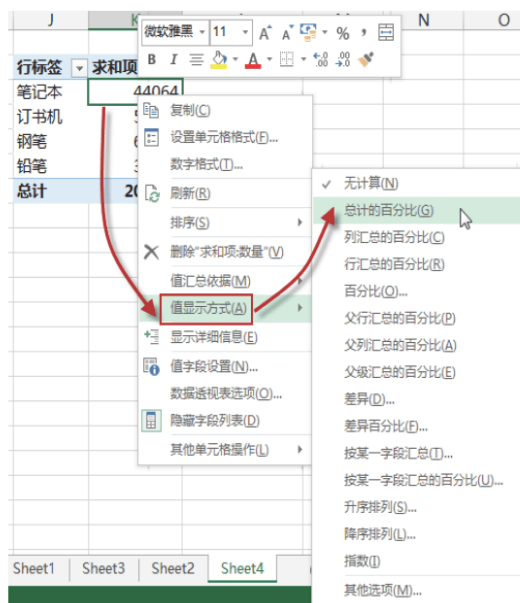 J K N O
微软雅黑 11 A A % ,
B I A .0 .00 .00 .0
行标签 求和项
笔记本 44064
订书机
钢笔
铅笔
总计 20
复制(C)
设置单元格格式(F)...
数字格式(T)...
刷新(R)
排序(S)
删除"求和项:数量"(V)
值汇总依据(M)
值显示方式(A)
显示详细信息(E)
值字段设置(N)...
数据透视表选项(O)...
隐藏字段列表(D)
其他单元格操作(L)
无计算(N)
总计的百分比(G)
列汇总的百分比(C)
行汇总的百分比(R)
百分比(O)...
父行汇总的百分比(P)
父列汇总的百分比(A)
父级汇总的百分比(E)
差异(D)...
差异百分比(F)...
按某一字段汇总(T)...
按某一字段汇总的百分比(U)...
升序排列(S)...
降序排列(L)...
指数(I)
其他选项(M)...
Sheet1 Sheet3 Sheet2 Sheet4